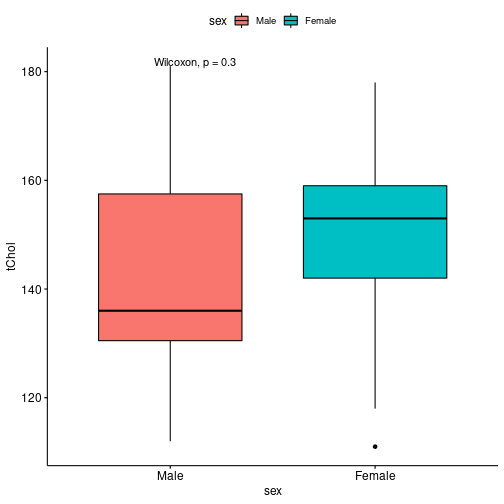 sex Male Female
Wilcoxon, p = 0.3
180
160
140
120
tChol
Male Female
sex